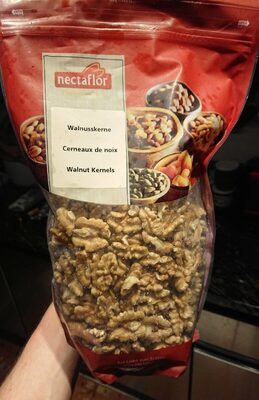 nectaflor
Walnusskerne
Cerneaux de noix
Walnut Kernels